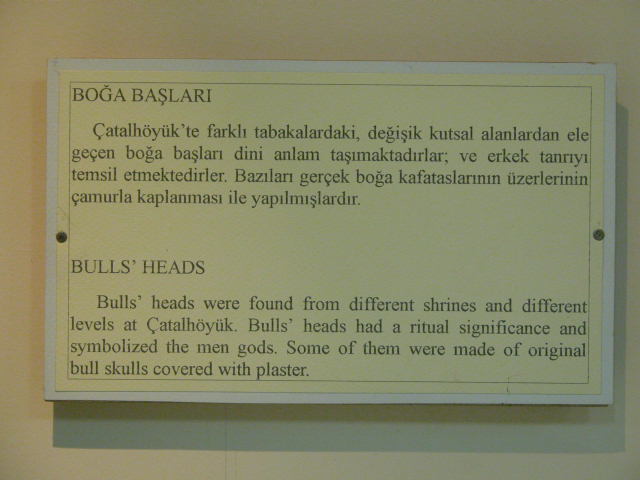 BOĞA BAŞLARI
Çatalhöyük'te farklı tabakalardaki, değişik kutsal alanlardan ele
geçen boğa başları dini anlam taşımaktadırlar; ve erkek tanrıyı
temsil etmektedirler. Bazıları gerçek boğa kafataslarının üzerlerinin
çamurla kaplanması ile yapılmışlardır.
BULLS' HEADS
Bulls' heads were found from different shrines and different
levels at Çatalhöyük. Bulls' heads had a ritual significance and
symbolized the men gods. Some of them were made of original
bull skulls covered with plaster.